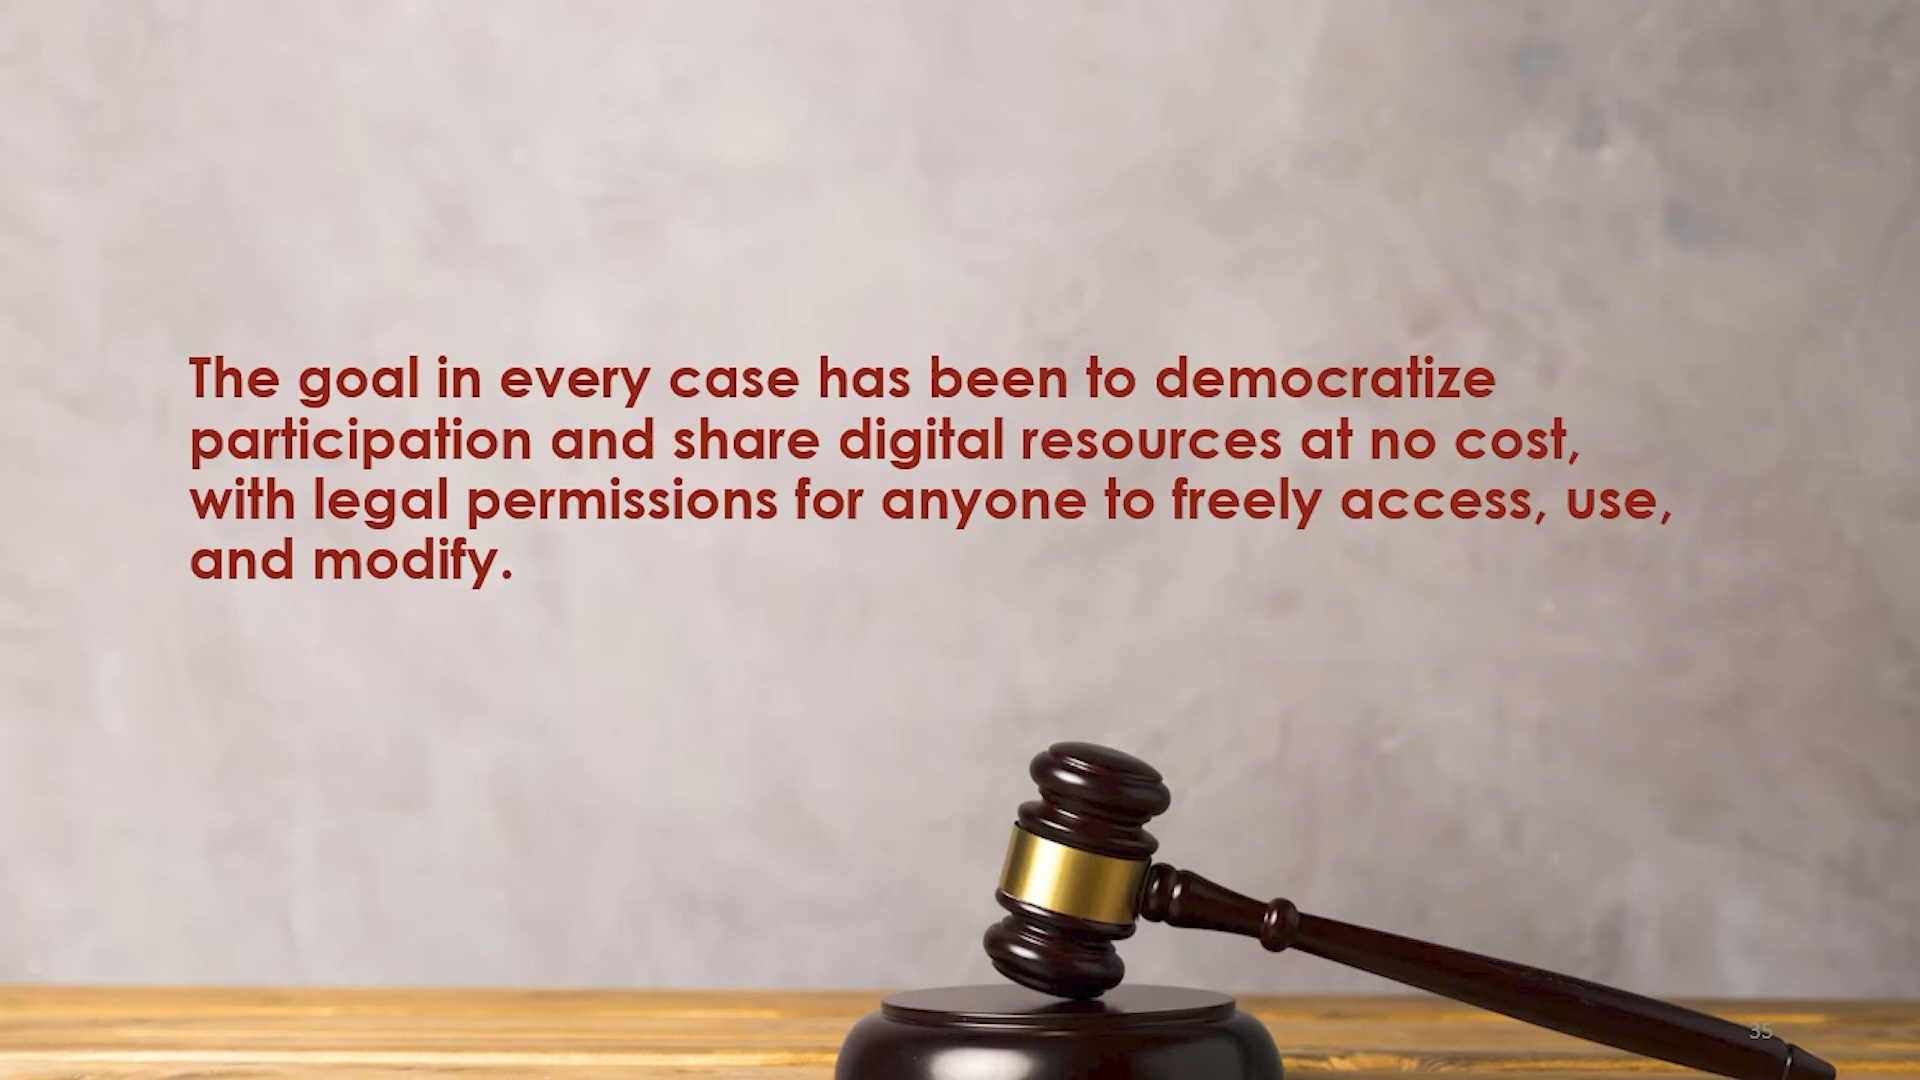 The goal in every case has been to democratize
participation and share digital resources at no cost,
with legal permissions for anyone to freely access, use,
and modify.
35